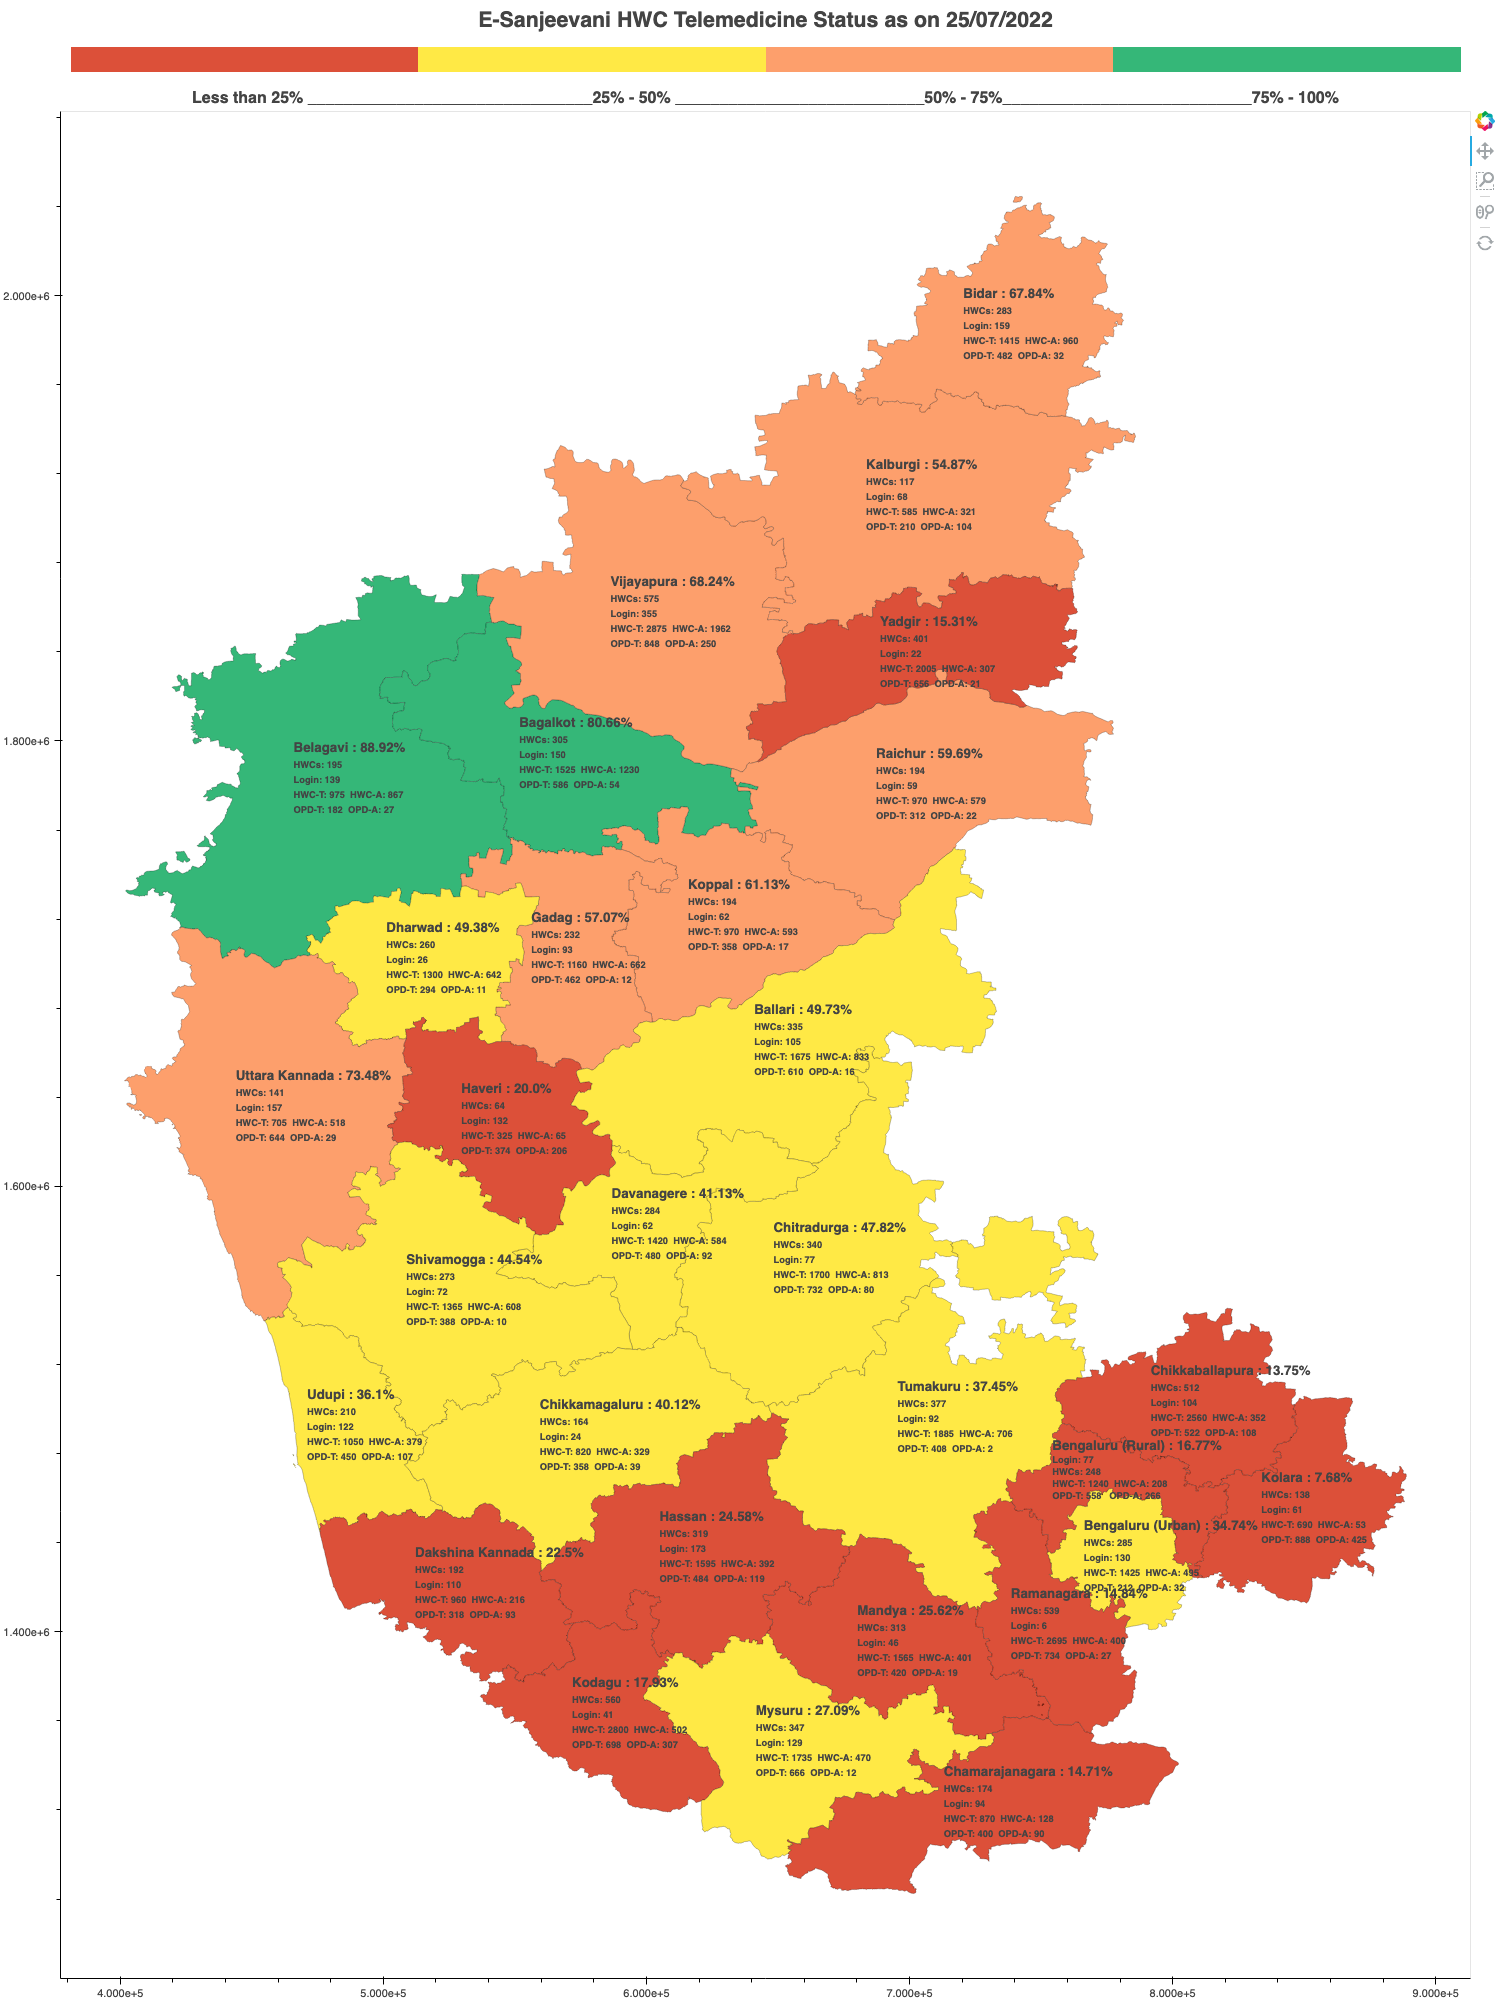 E-Sanjeevani HWC Telemedicine Status as on 25/07/2022
Less than 25% ____________________________________25% - 50% _______________________________50% - 75%_______________________________75% - 100%
2.000e+6
1.800e+6
1.600e+6
1.400e+6
1.200e+6
Bidar : 67.84%
HWCs: 283
Login: 159
HWC-T: 1415 HWC-A: 960
OPD-T: 482 OPD-A: 32
Kalburgi : 54.87%
HWCs: 117
Login: 68
HWC-T: 585 HWC-A: 321
OPD-T: 210 OPD-A: 104
Vijayapura : 68.24%
HWCs: 575
Login: 355
HWC-T: 2875 HWC-A: 1962
OPD-T: 848 OPD-A: 250
Yadgir : 15.31%
HWCs: 401
Login: 22
HWC-T: 2005 HWC-A: 307
OPD-T: 656 OPD-A: 21
Bagalkot : 80.66%
HWCs: 305
Login: 150
HWC-T: 1525 HWC-A: 1230
OPD-T: 586 OPD-A: 54
Belagavi : 88.92%
HWCs: 195
Login: 139
HWC-T: 975 HWC-A: 867
OPD-T: 182 OPD-A: 27
Raichur : 59.69%
HWCs: 194
Login: 59
HWC-T: 970 HWC-A: 579
OPD-T: 312 OPD-A: 22
Koppal : 61.13%
HWCs: 194
Login: 62
HWC-T: 970 HWC-A: 593
OPD-T: 358 OPD-A: 17
Gadag : 57.07%
HWCs: 232
Login: 93
HWC-T: 1160 HWC-A: 662
OPD-T: 462 OPD-A: 12
Dharwad : 49.38%
HWCs: 260
Login: 26
HWC-T: 1300 HWC-A: 642
OPD-T: 294 OPD-A: 11
Ballari : 49.73%
HWCs: 335
Login: 105
HWC-T: 1675 HWC-A: 833
OPD-T: 610 OPD-A: 16
Uttara Kannada : 73.48%
HWCs: 141
Login: 157
HWC-T: 705 HWC-A: 518
OPD-T: 644 OPD-A: 29
Haveri : 20.0%
HWCs: 64
Login: 132
HWC-T: 325 HWC-A: 65
OPD-T: 374 OPD-A: 206
Davanagere : 41.13%
HWCs: 284
Login: 62
HWC-T: 1420 HWC-A: 584
OPD-T: 480 OPD-A: 92
Chitradurga : 47.82%
HWCs: 340
Login: 77
HWC-T: 1700 HWC-A: 813
OPD-T: 732 OPD-A: 80
Shivamogga : 44.54%
HWCs: 273
Login: 72
HWC-T: 1365 HWC-A: 608
OPD-T: 388 OPD-A: 10
Chikkaballapura : 13.75%
HWCs: 512
Login: 104
HWC-T: 2560 HWC-A: 352
OPD-T: 522 OPD-A: 108
Tumakuru : 37.45%
HWCs: 377
Login: 92
HWC-T: 1885 HWC-A: 706
OPD-T: 408 OPD-A: 2
Udupi : 36.1%
HWCs: 210
Login: 122
HWC-T: 1050 HWC-A: 379
OPD-T: 450 OPD-A: 107
Chikkamagaluru : 40.12%
HWCs: 164
Login: 24
HWC-T: 820 HWC-A: 329
OPD-T: 358 OPD-A: 39
Bengaluru (Rural) : 16.77%
Login: 77
HWCs: 248
HWC-T: 1240 HWC-A: 208
OPD-T: 558 OPD-A: 266
Kolara : 7.68%
HWCs: 138
Login: 61
HWC-T: 690 HWC-A: 53
OPD-T: 888 OPD-A: 425
Hassan : 24.58%
HWCs: 319
Login: 173
HWC-T: 1595 HWC-A: 392
OPD-T: 484 OPD-A: 119
Bengaluru (Urban) : 34.74%
HWCs: 285
Login: 130
HWC-T: 1425 HWC-A: 495
OPD-T: 212 OPD-A: 32
Dakshina Kannada : 22.5%
HWCs: 192
Login: 110
HWC-T: 960 HWC-A: 216
OPD-T: 318 OPD-A: 93
Ramanagara : 14.84%
HWCs: 539
Login: 6
HWC-T: 2695 HWC-A: 400
OPD-T: 734 OPD-A: 27
Mandya : 25.62%
HWCs: 313
Login: 46
HWC-T: 1565 HWC-A: 401
OPD-T: 420 OPD-A: 19
Kodagu : 17.93%
HWCs: 560
Login: 41
HWC-T: 2800 HWC-A: 502
OPD-T: 698 OPD-A: 307
Mysuru : 27.09%
HWCs: 347
Login: 129
HWC-T: 1735 HWC-A: 470
OPD-T: 666 OPD-A: 12
Chamarajanagara : 14.71%
HWCs: 174
Login: 94
HWC-T: 870 HWC-A: 128
OPD-T: 400 OPD-A: 90
4.000e+5 5.000e+5 6.000e+5 7.000e+5 8.000e+5 9.000e+5